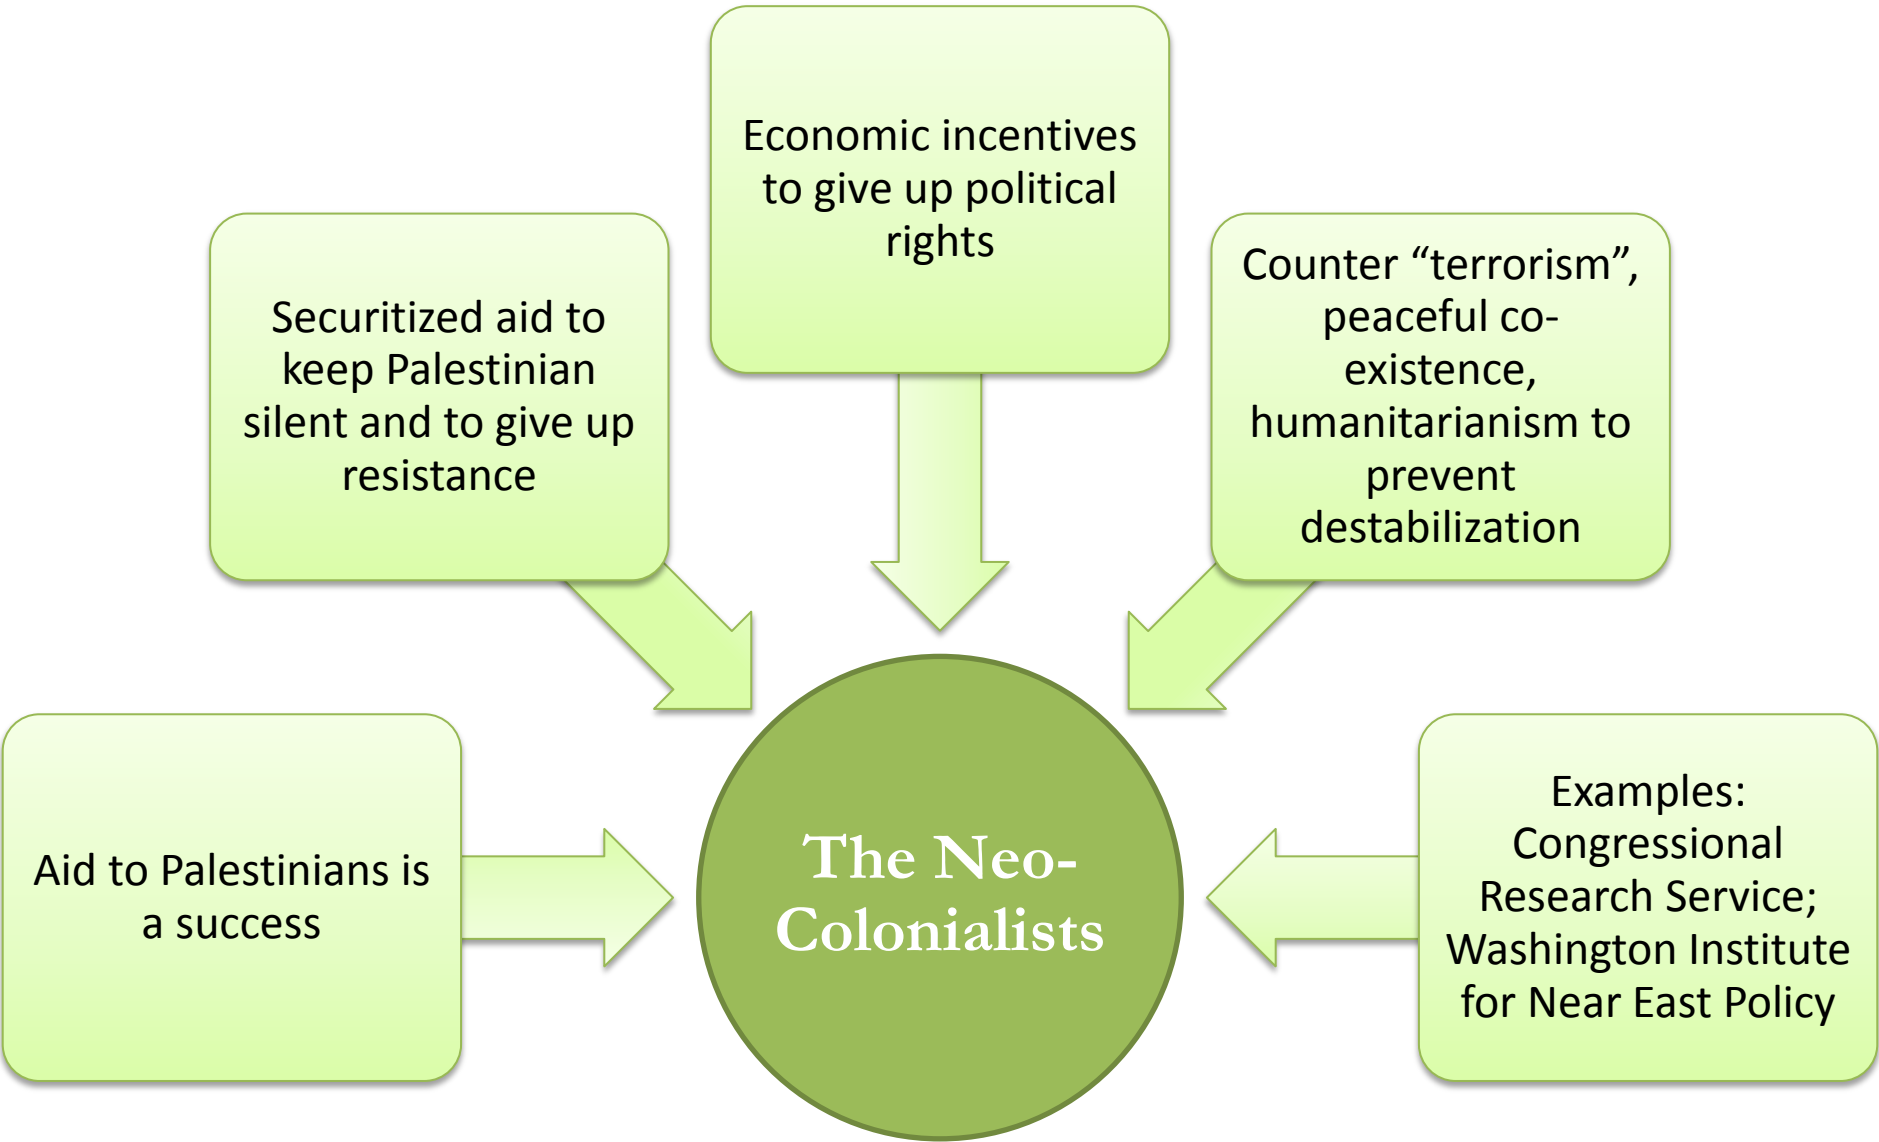 Economic incentives
to give up political
rights
Securitized aid to
keep Palestinian
silent and to give up
resistance
Counter “terrorism”,
peaceful co-
existence,
humanitarianism to
prevent
destabilization
Aid to Palestinians is
a success
The Neo-
Colonialists
Examples:
Congressional
Research Service;
Washington Institute
for Near East Policy